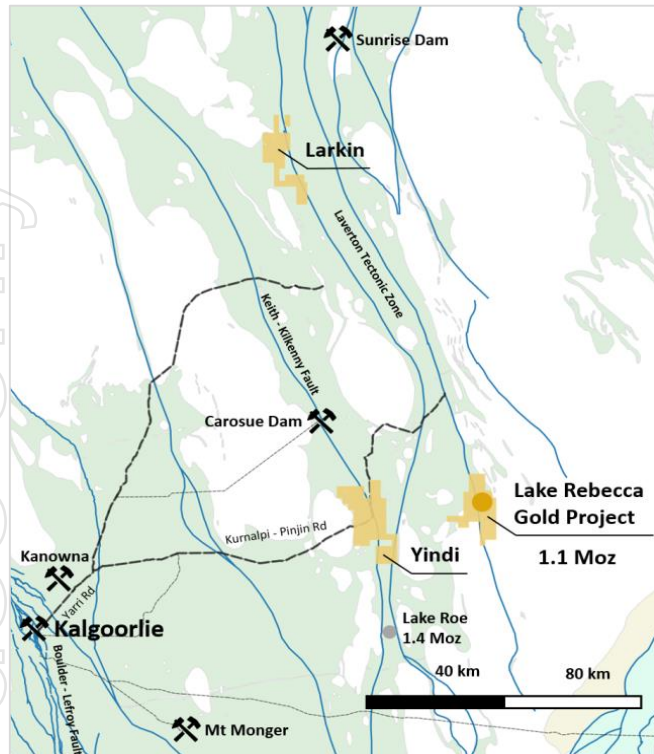 Sunrise Dam
Larkin
Laverton Tectonic Zone
Keith - Kilkenny Fault
Carosue Dam
Lake Rebecca
Gold Project
1.1 Moz
Kurnalpi - Pinjin Rd
Yindi
Kanowna
Yarri Rd
Kalgoorlie
Lake Roe
1.4 Moz
Boulder - Lefroy Fault
40 km
80 km
Mt Monger